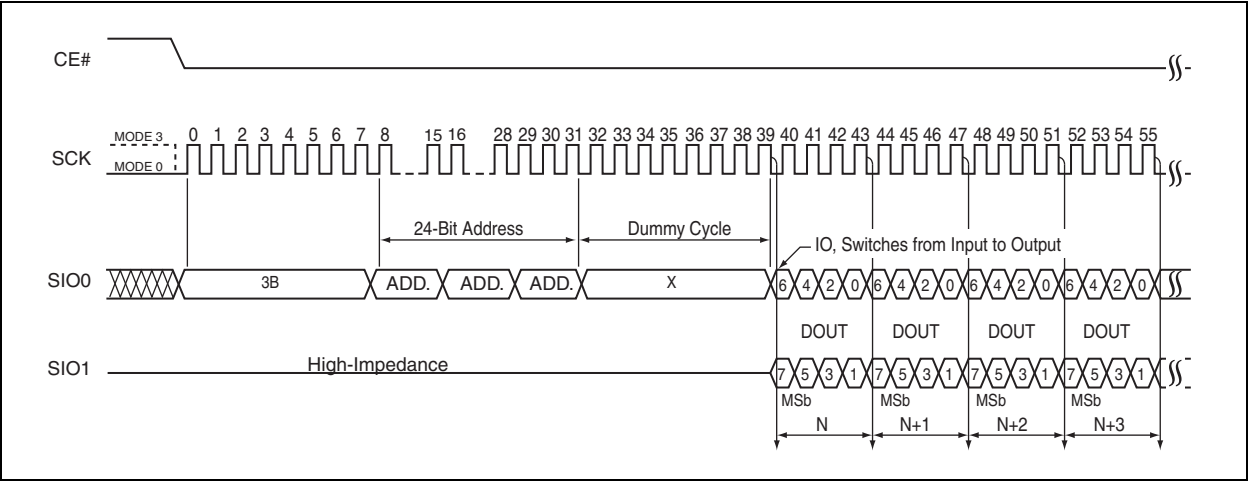 CE#
MODE 3 0 1 2 3 4 5 6 7 8 15 16 28 29 30 31 32 33 34 35 36 37 38 39 40 41 42 43 44 45 46 47 48 49 50 51 52 53 54 55
SCK
MODE 0
24-Bit Address Dummy Cycle
IO, Switches from Input to Output
SIO0 3B ADD. ADD. ADD. X 6 4 2 0 6 4 2 0 6 4 2 0 6 4 2 0
DOUT DOUT DOUT DOUT
SIO1 High-Impedance 7 5 3 1 7 5 3 1 7 5 3 1 7 5 3 1
MSb MSb MSb MSb
N N+1 N+2 N+3